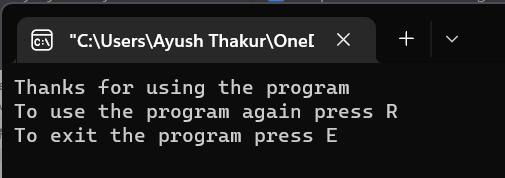 "C:\Users\Ayush Thakur\OneD
Thanks for using the program
To use the program again press R
To exit the program press E